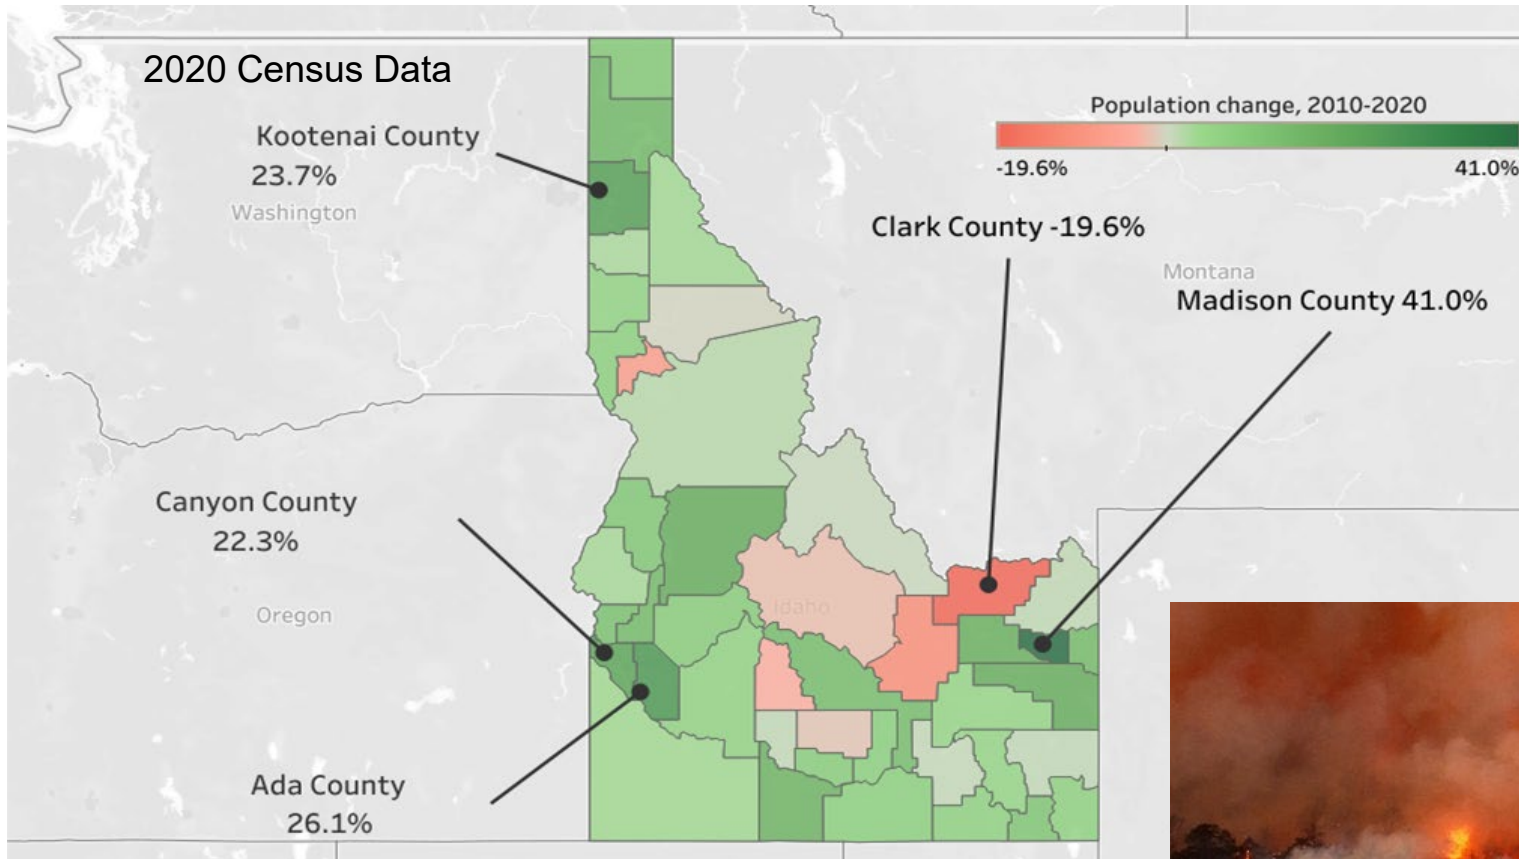 2020 Census Data
Population change, 2010-2020
-19.6%
41.0%
Kootenai County
23.7%
Washington
Clark County -19.6%
Montana
Madison County 41.0%
Canyon County
22.3%
Oregon
Idaho
Ada County
26.1%